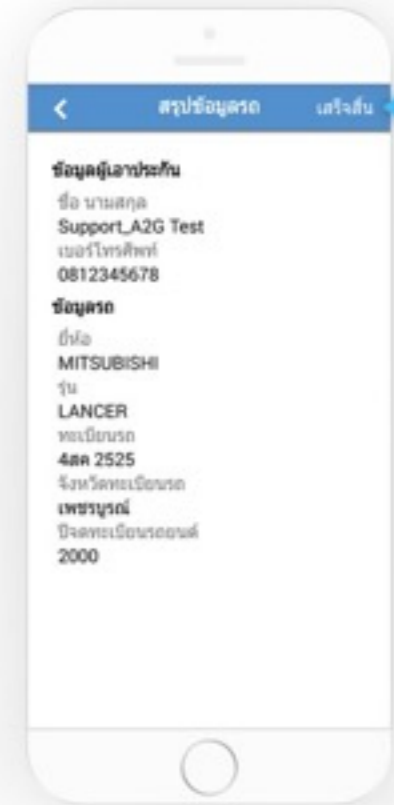 สรุปข้อมูลรถ เสร็จสิ้น
ข้อมูลผู้เอาประกัน
ชื่อ นามสกุล
Support_A2G Test
เบอร์โทรศัพท์
0812345678
ข้อมูลรถ
ยี่ห้อ
MITSUBISHI
รุ่น
LANCER
ทะเบียนรถ
4สค 2525
จังหวัดทะเบียนรถ
เพชรบูรณ์
ปีจดทะเบียนรถยนต์
2000